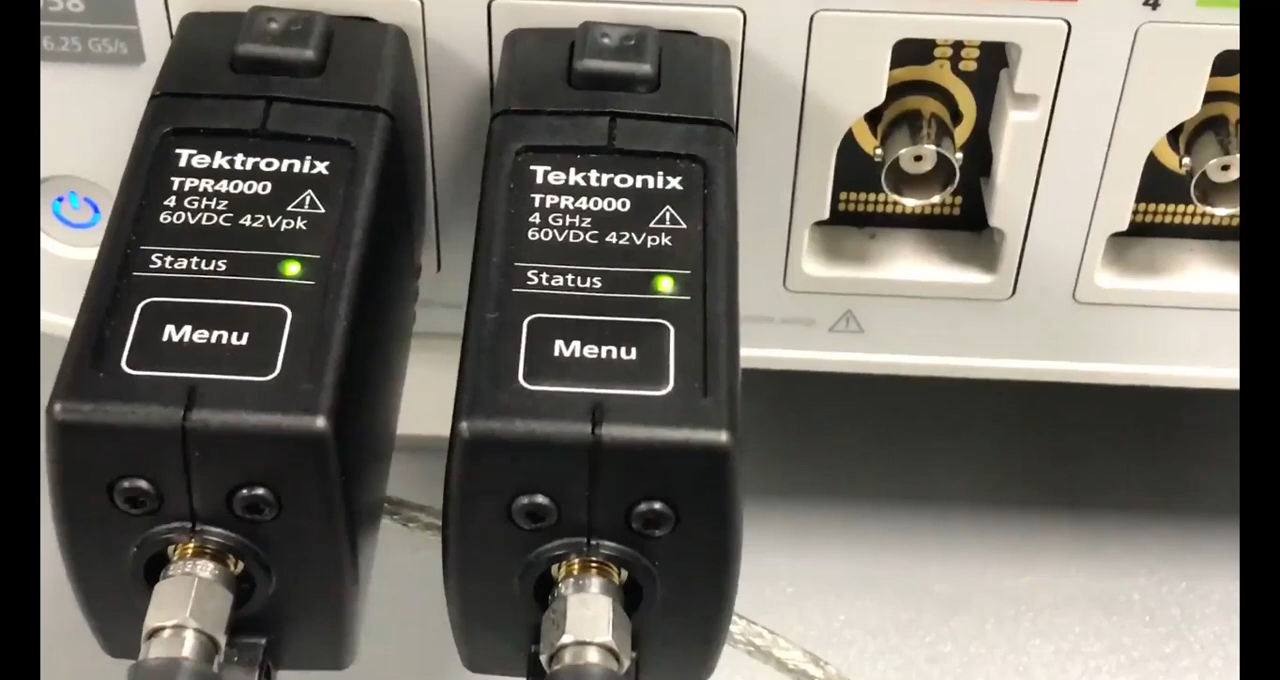 58
6.25 GS/s
4
Tektronix
TPR4000
4 GHz
60VDC 42Vpk
Status
Menu
Tektronix
TPR4000
4 GHz
60VDC 42Vpk
Status
Menu